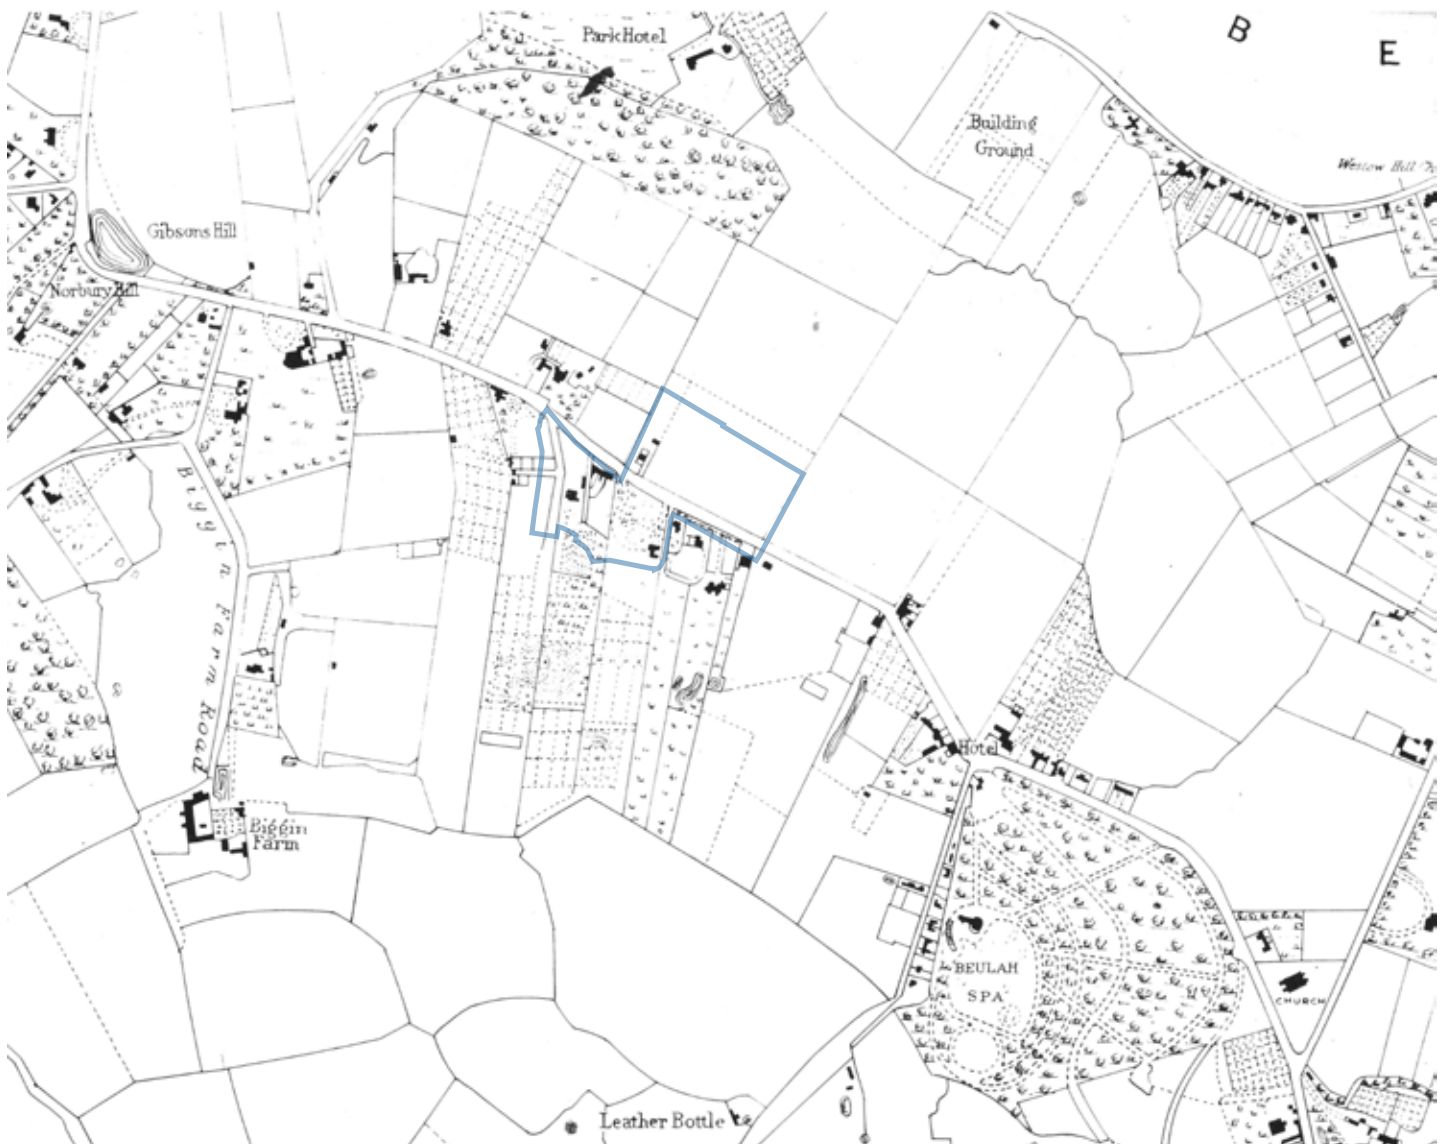 Park Hotel
B
E
Building
Ground
Westow Hill
Gibsons Hill
Norbury Hill
Biggin Farm Road
Hotel
Biggin
Farm
BEULAH
SPA
CHURCH
Leather Bottle